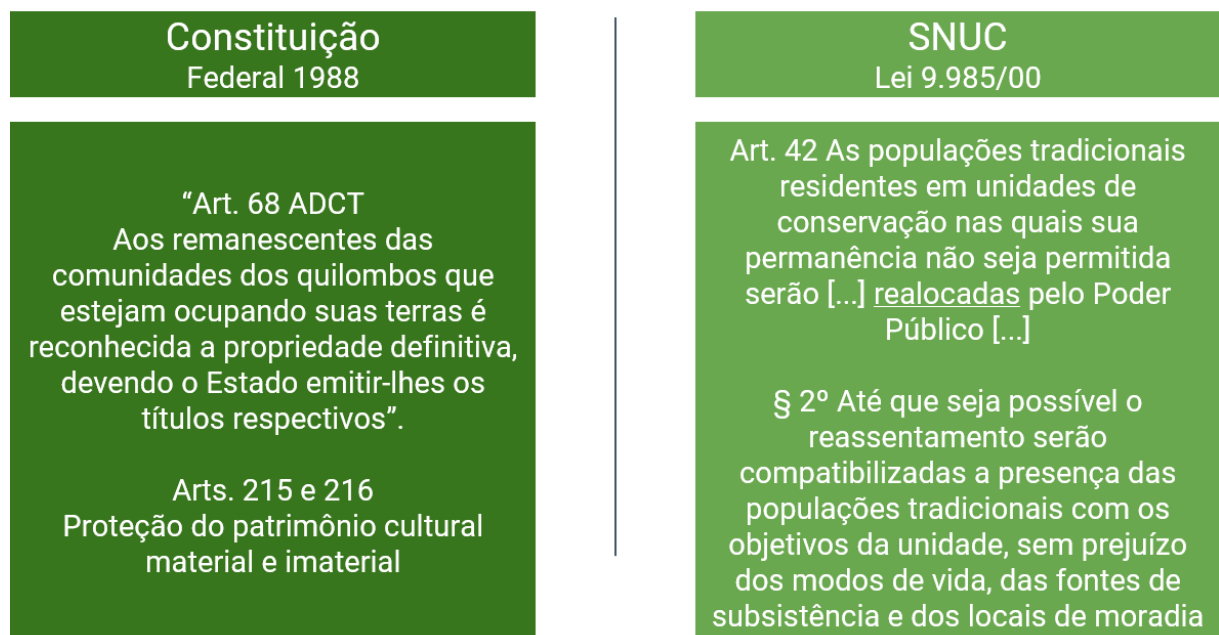 Constituição
Federal 1988
“Art. 68 ADCT
Aos remanescentes das
comunidades dos quilombos que
estejam ocupando suas terras é
reconhecida a propriedade definitiva,
devendo o Estado emitir-lhes os
títulos respectivos”.
Arts. 215 e 216
Proteção do patrimônio cultural
material e imaterial
SNUC
Lei 9.985/00
Art. 42 As populações tradicionais
residentes em unidades de
conservação nas quais sua
permanência não seja permitida
serão [...] realocadas pelo Poder
Público [...]
§ 2º Até que seja possível o
reassentamento serão
compatibilizadas a presença das
populações tradicionais com os
objetivos da unidade, sem prejuízo
dos modos de vida, das fontes de
subsistência e dos locais de moradia